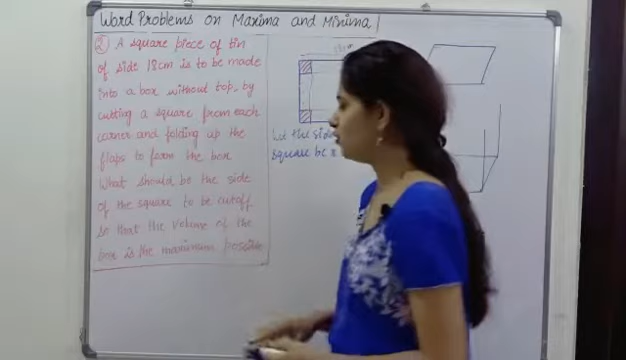 Word Problems on Maxima and Minima
② A square piece of tin
of side 18cm is to be made
into a box without top, by
cutting a square from each
corner and folding up the
flaps to form the box
What should be the side
of the square to be cutoff
so that the volume of the
box is the maximum possible
18cm
Let the side
square be x